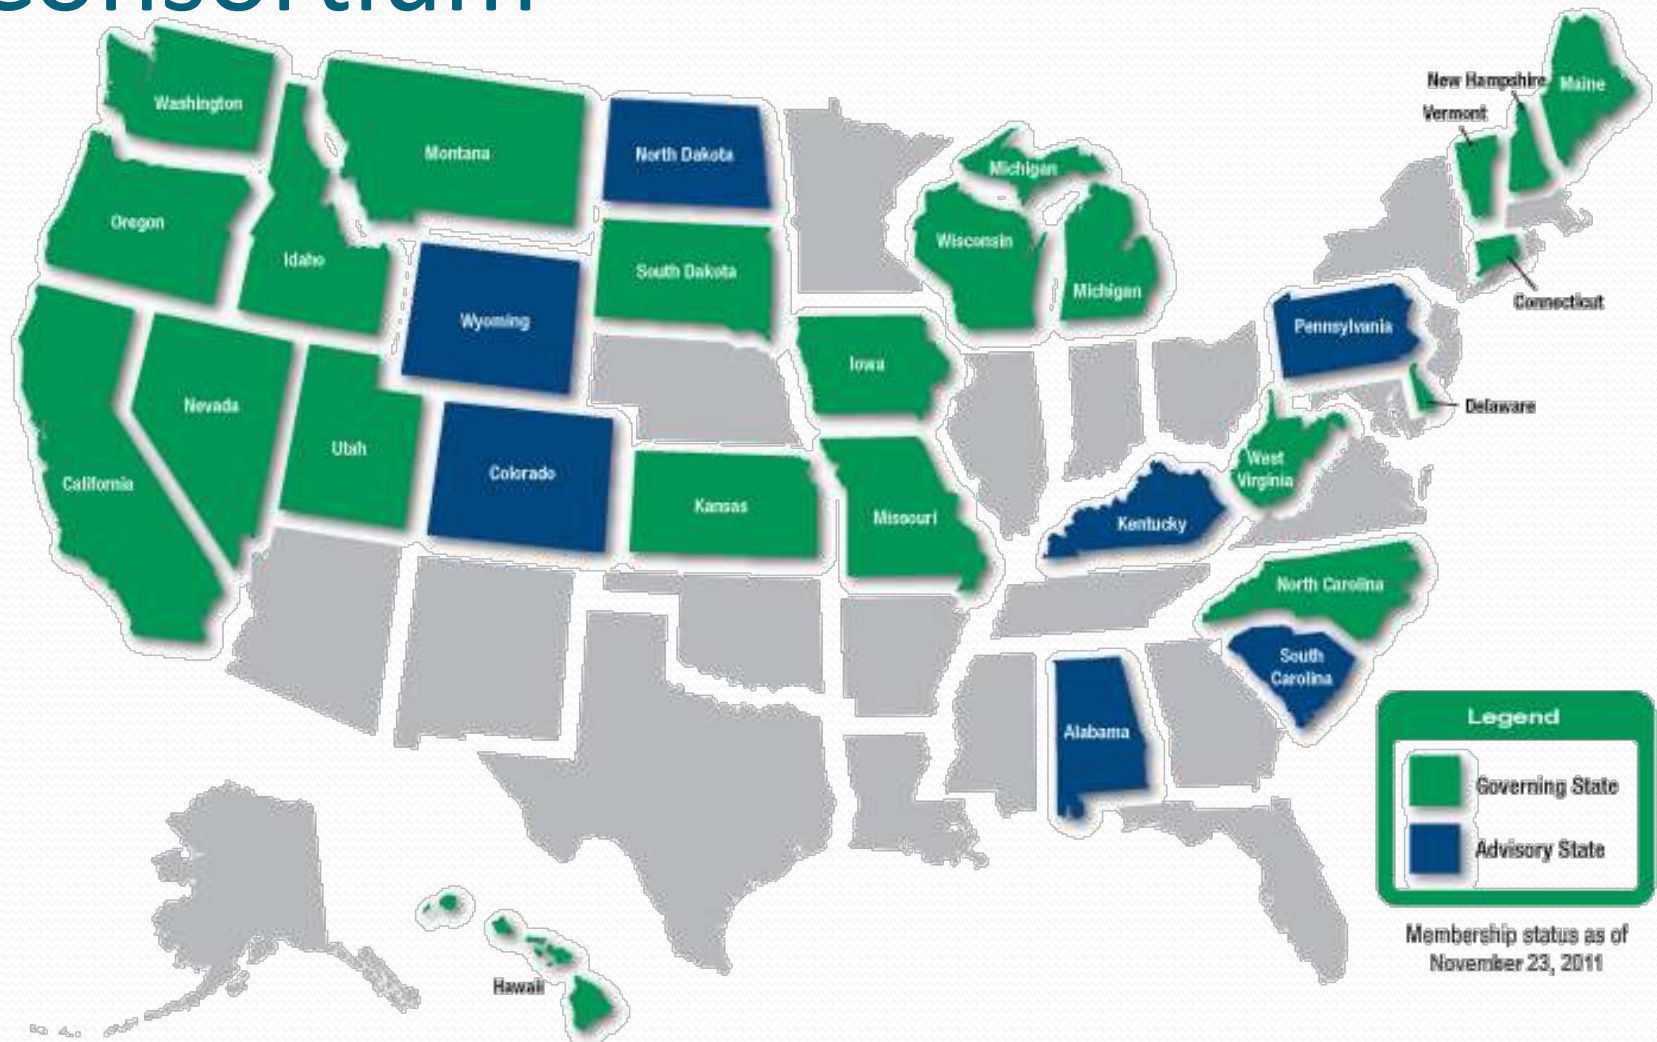 Consortium
New Hampshire
Maine
Vermont
Washington
Montana
North Dakota
Michigan
Oregon
Idaho
South Dakota
Wisconsin
Michigan
Connecticut
Wyoming
Pennsylvania
Iowa
Nevada
Delaware
Utah
Colorado
California
Kansas
Missouri
West
Virginia
Kentucky
North Carolina
South
Carolina
Alabama
Legend
Governing State
Advisory State
Membership status as of
November 23, 2011
Hawaii